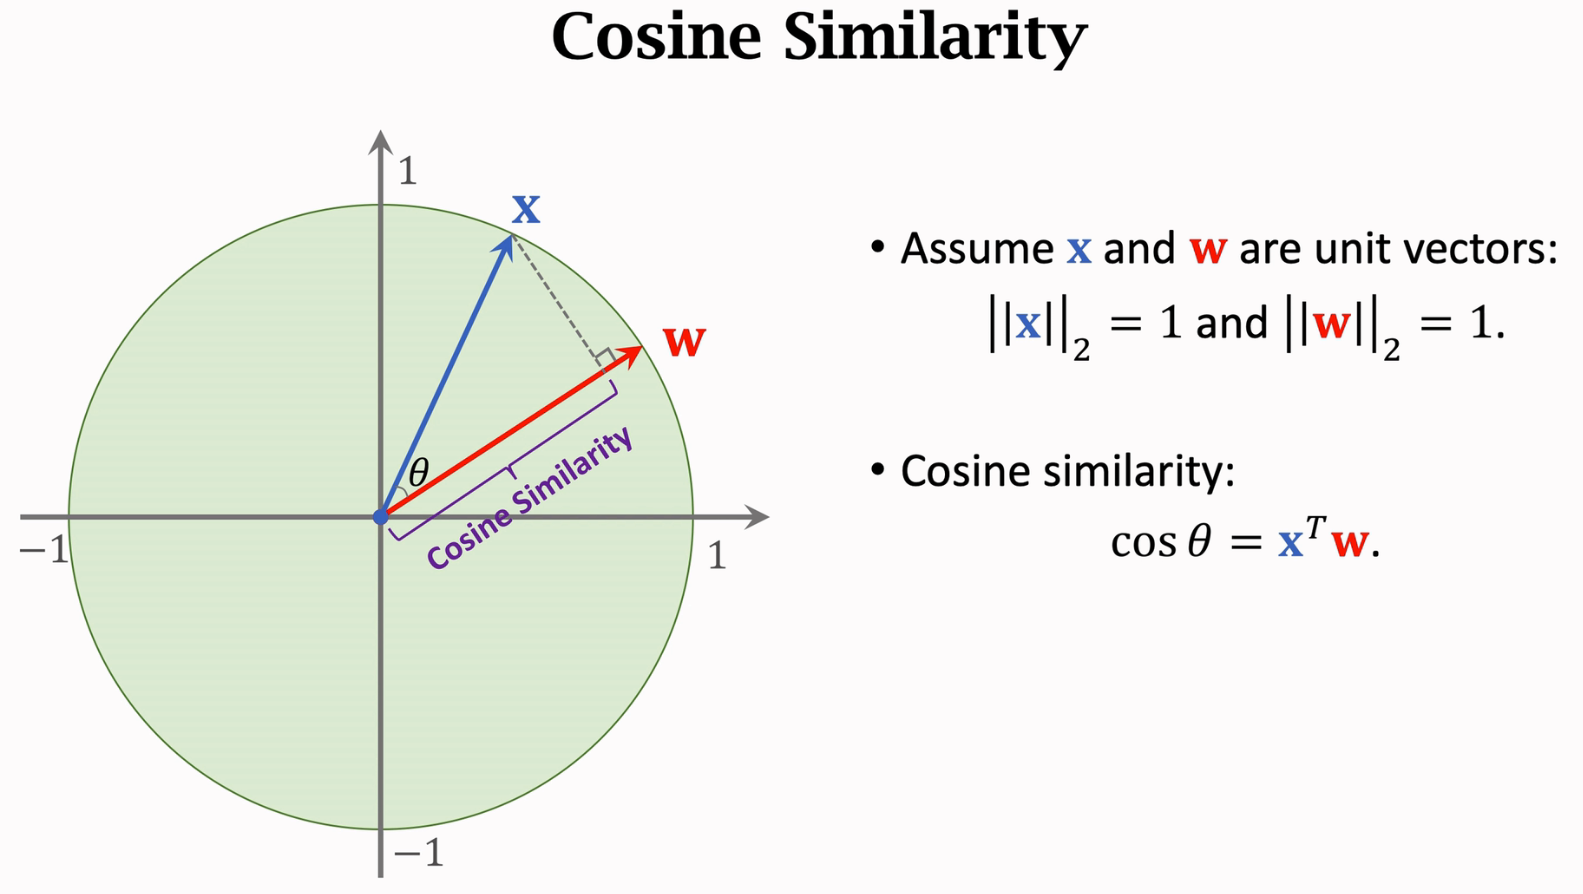 Cosine Similarity
1
x
w
θ
Cosine Similarity
−1
1
−1
• Assume x and w are unit vectors:
||x||₂ = 1 and ||w||₂ = 1.
• Cosine similarity:
cos θ = xᵀw.